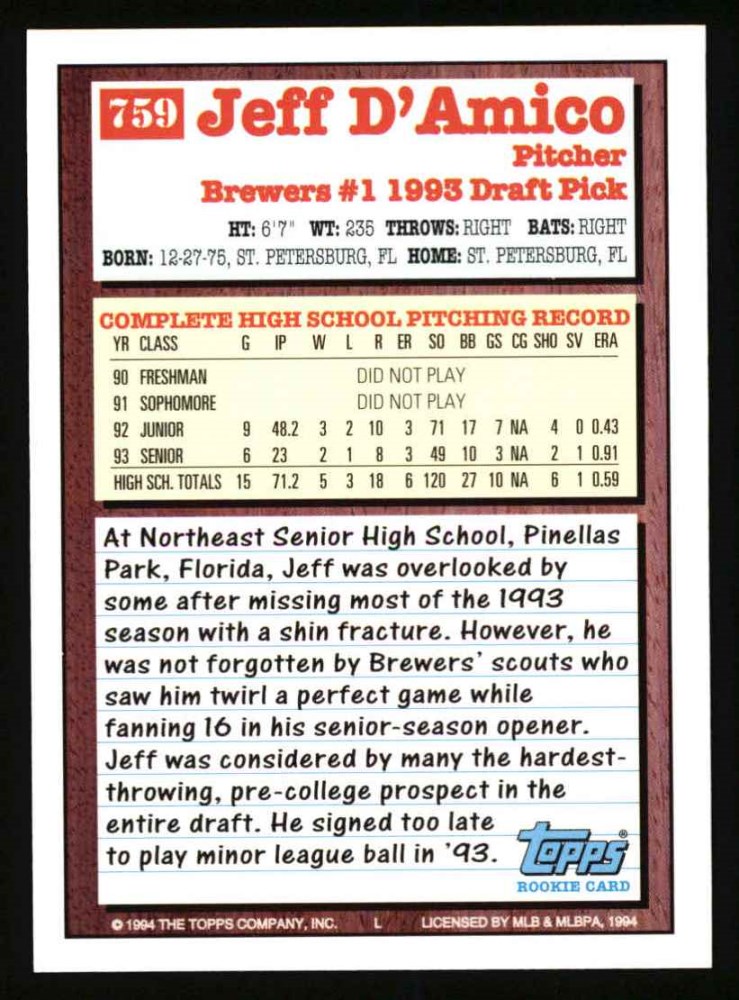 759 Jeff D'Amico
Pitcher
Brewers #1 1993 Draft Pick
HT: 6'7" WT: 235 THROWS: RIGHT BATS: RIGHT
BORN: 12-27-75, ST. PETERSBURG, FL HOME: ST. PETERSBURG, FL
COMPLETE HIGH SCHOOL PITCHING RECORD
YR CLASS G IP W L R ER SO BB GS CG SHO SV ERA
90 FRESHMAN DID NOT PLAY
91 SOPHOMORE DID NOT PLAY
92 JUNIOR 9 48.2 3 2 10 3 71 17 7 NA 4 0 0.43
93 SENIOR 6 23 2 1 8 3 49 10 3 NA 2 1 0.91
HIGH SCH. TOTALS 15 71.2 5 3 18 6 120 27 10 NA 6 1 0.59
At Northeast Senior High School, Pinellas
Park, Florida, Jeff was overlooked by
some after missing most of the 1993
season with a shin fracture. However, he
was not forgotten by Brewers' scouts who
saw him twirl a perfect game while
fanning 16 in his senior-season opener.
Jeff was considered by many the hardest-
throwing, pre-college prospect in the
entire draft. He signed too late
to play minor league ball in '93.
Topps®
ROOKIE CARD
© 1994 THE TOPPS COMPANY, INC. L LICENSED BY MLB & MLBPA, 1994